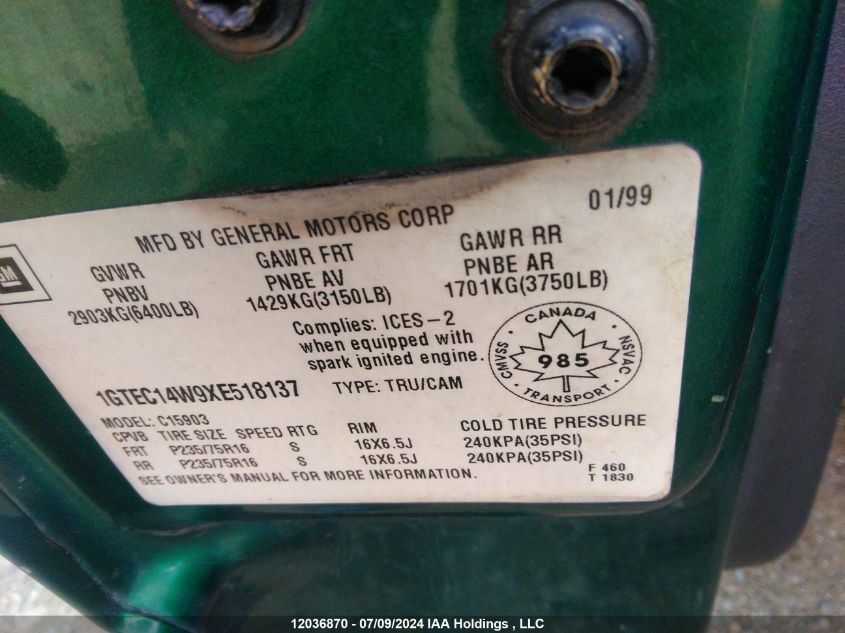 MFD BY GENERAL MOTORS CORP 01/99
GM
GVWR GAWR FRT GAWR RR
PNBV PNBE AV PNBE AR
2903KG(6400LB) 1429KG(3150LB) 1701KG(3750LB)
Complies: ICES-2
when equipped with
spark ignited engine.
CANADA
CMVSS 985 NSVAC
TRANSPORT
1GTEC14W9XE518137 TYPE: TRU/CAM
MODEL: C15903
CPVB TIRE SIZE SPEED RTG RIM COLD TIRE PRESSURE
FRT P235/75R16 S 16X6.5J 240KPA(35PSI)
RR P235/75R16 S 16X6.5J 240KPA(35PSI)
SEE OWNER'S MANUAL FOR MORE INFORMATION.
F 460
T 1830
12036870 - 07/09/2024 IAA Holdings , LLC